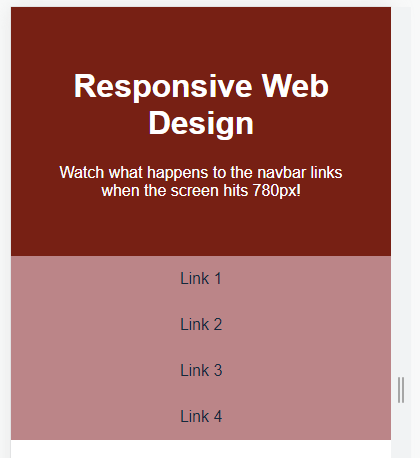 Responsive Web
Design
Watch what happens to the navbar links
when the screen hits 780px!
Link 1
Link 2
Link 3
Link 4